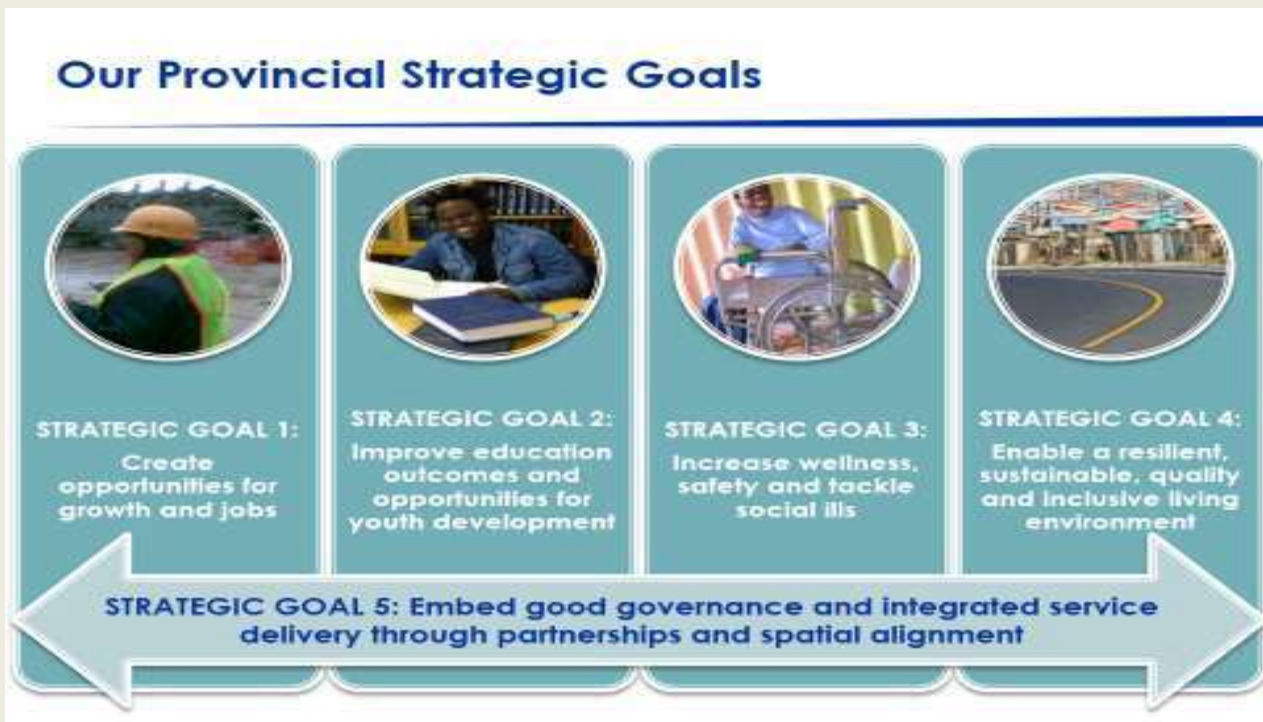 Our Provincial Strategic Goals
STRATEGIC GOAL 1:
Create
opportunities for
growth and jobs
STRATEGIC GOAL 2:
Improve education
outcomes and
opportunities for
youth development
STRATEGIC GOAL 3:
Increase wellness,
safety and tackle
social ills
STRATEGIC GOAL 4:
Enable a resilient,
sustainable, quality
and inclusive living
environment
STRATEGIC GOAL 5: Embed good governance and integrated service
delivery through partnerships and spatial alignment